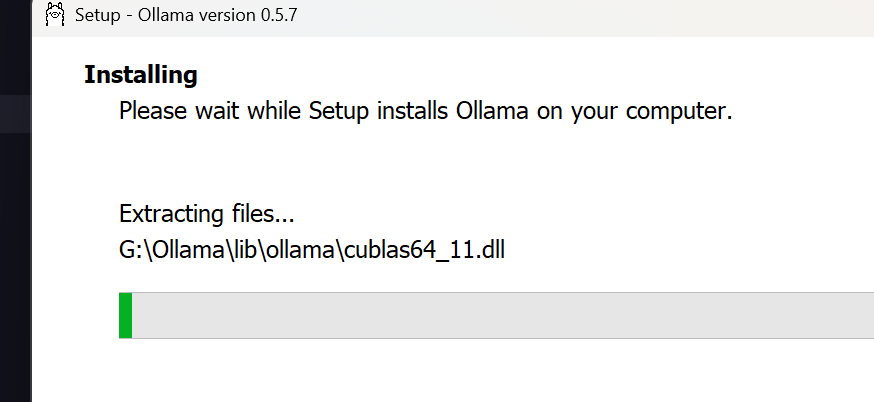 Setup - Ollama version 0.5.7
Installing
Please wait while Setup installs Ollama on your computer.
Extracting files...
G:\Ollama\lib\ollama\cublas64_11.dll